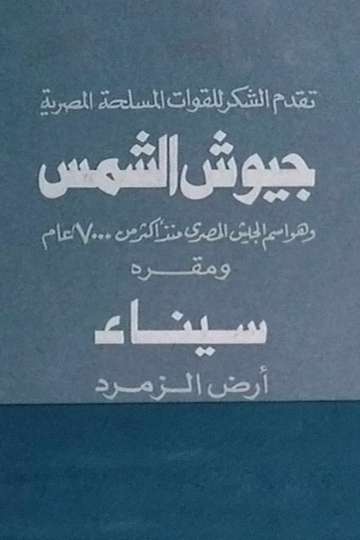 تقدم الشكر للقوات المسلحة المصرية
جيوش الشمس
وهو اسم الجيش المصرى منذ أكثر من ٧٠٠٠ عام
ومقره
سيناء
أرض الزمرد